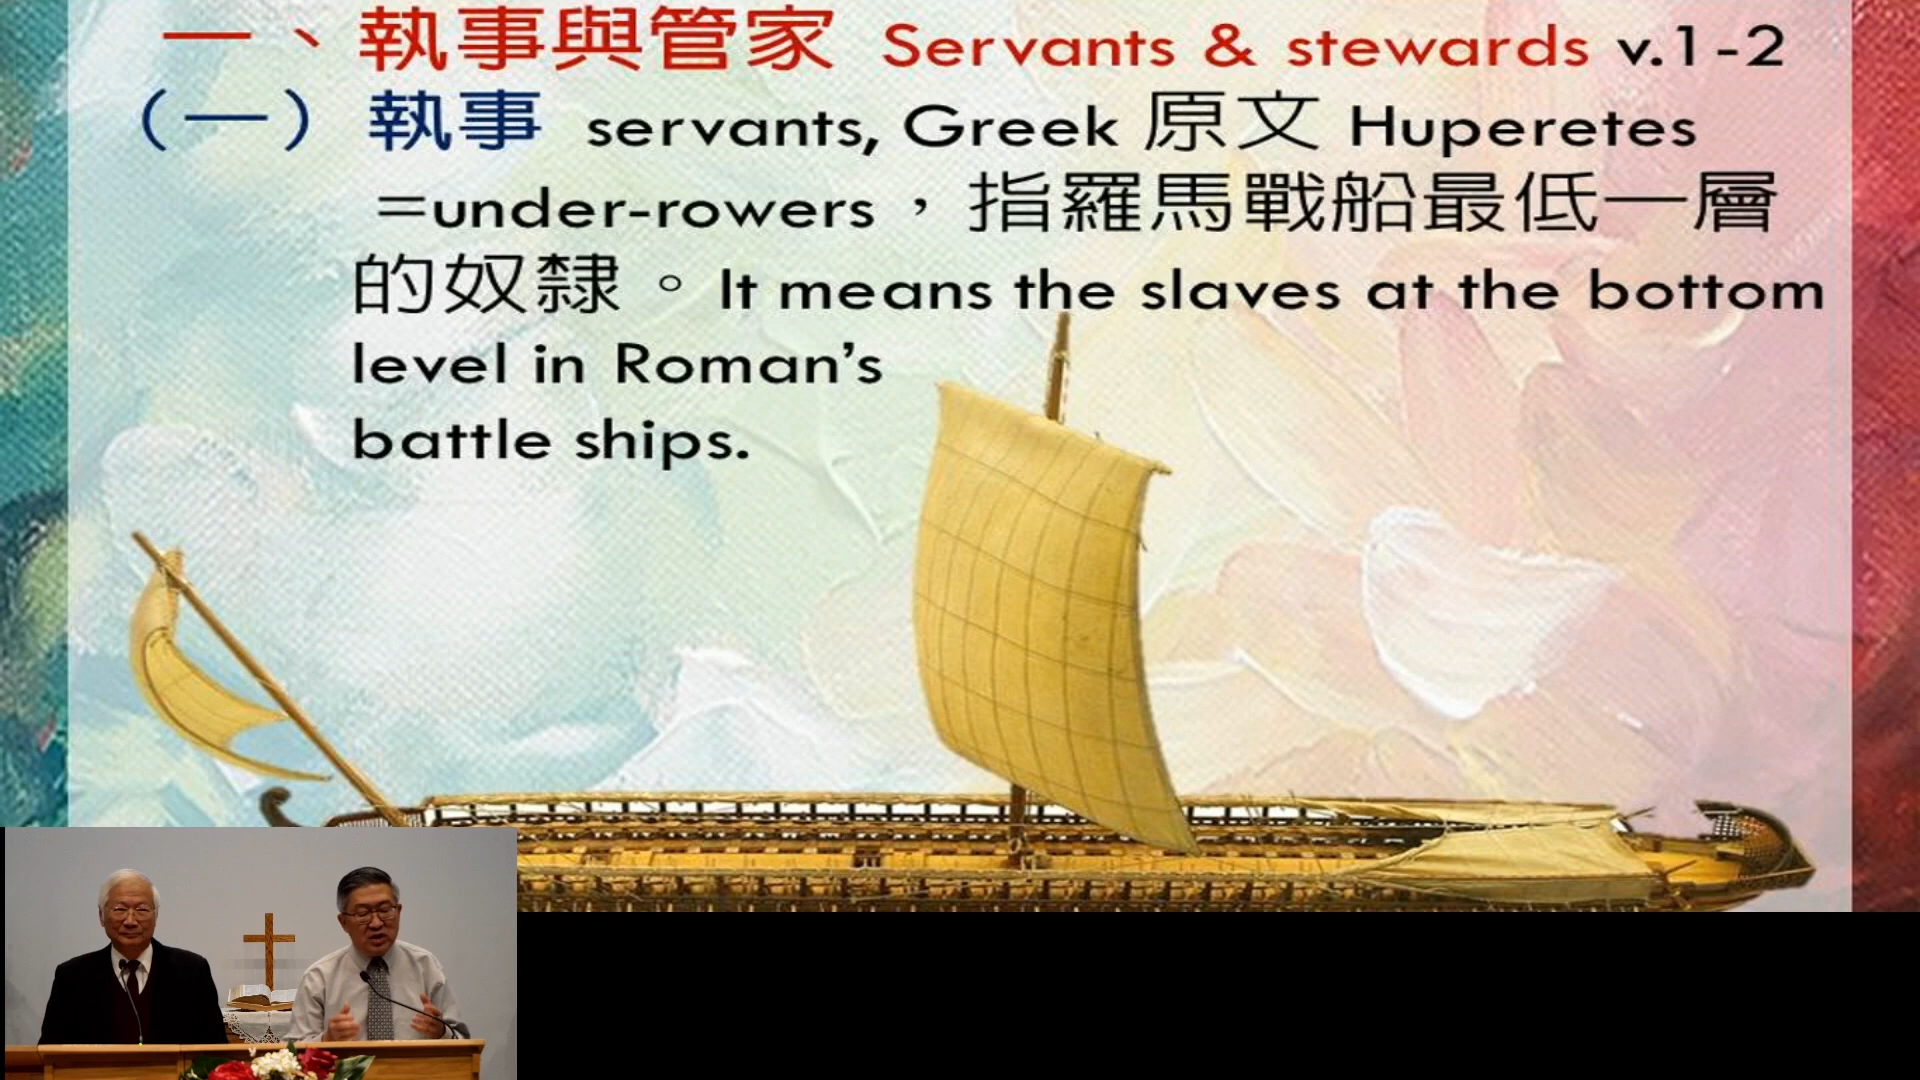 一、執事與管家 Servants & stewards v.1-2
（一）執事 servants, Greek 原文 Huperetes
=under-rowers，指羅馬戰船最低一層
的奴隸。It means the slaves at the bottom
level in Roman’s
battle ships.